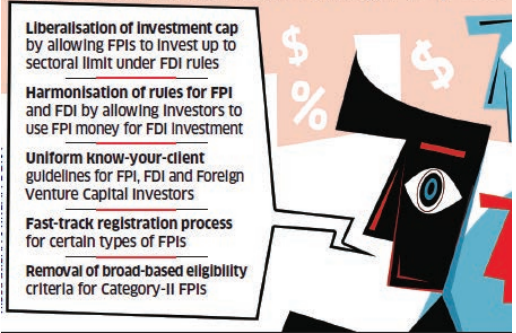 Liberalisation of investment cap
by allowing FPIs to invest up to
sectoral limit under FDI rules
Harmonisation of rules for FPI
and FDI by allowing investors to
use FPI money for FDI investment
Uniform know-your-client
guidelines for FPI, FDI and Foreign
Venture Capital Investors
Fast-track registration process
for certain types of FPIs
Removal of broad-based eligibility
criteria for Category-II FPIs
$
$
%